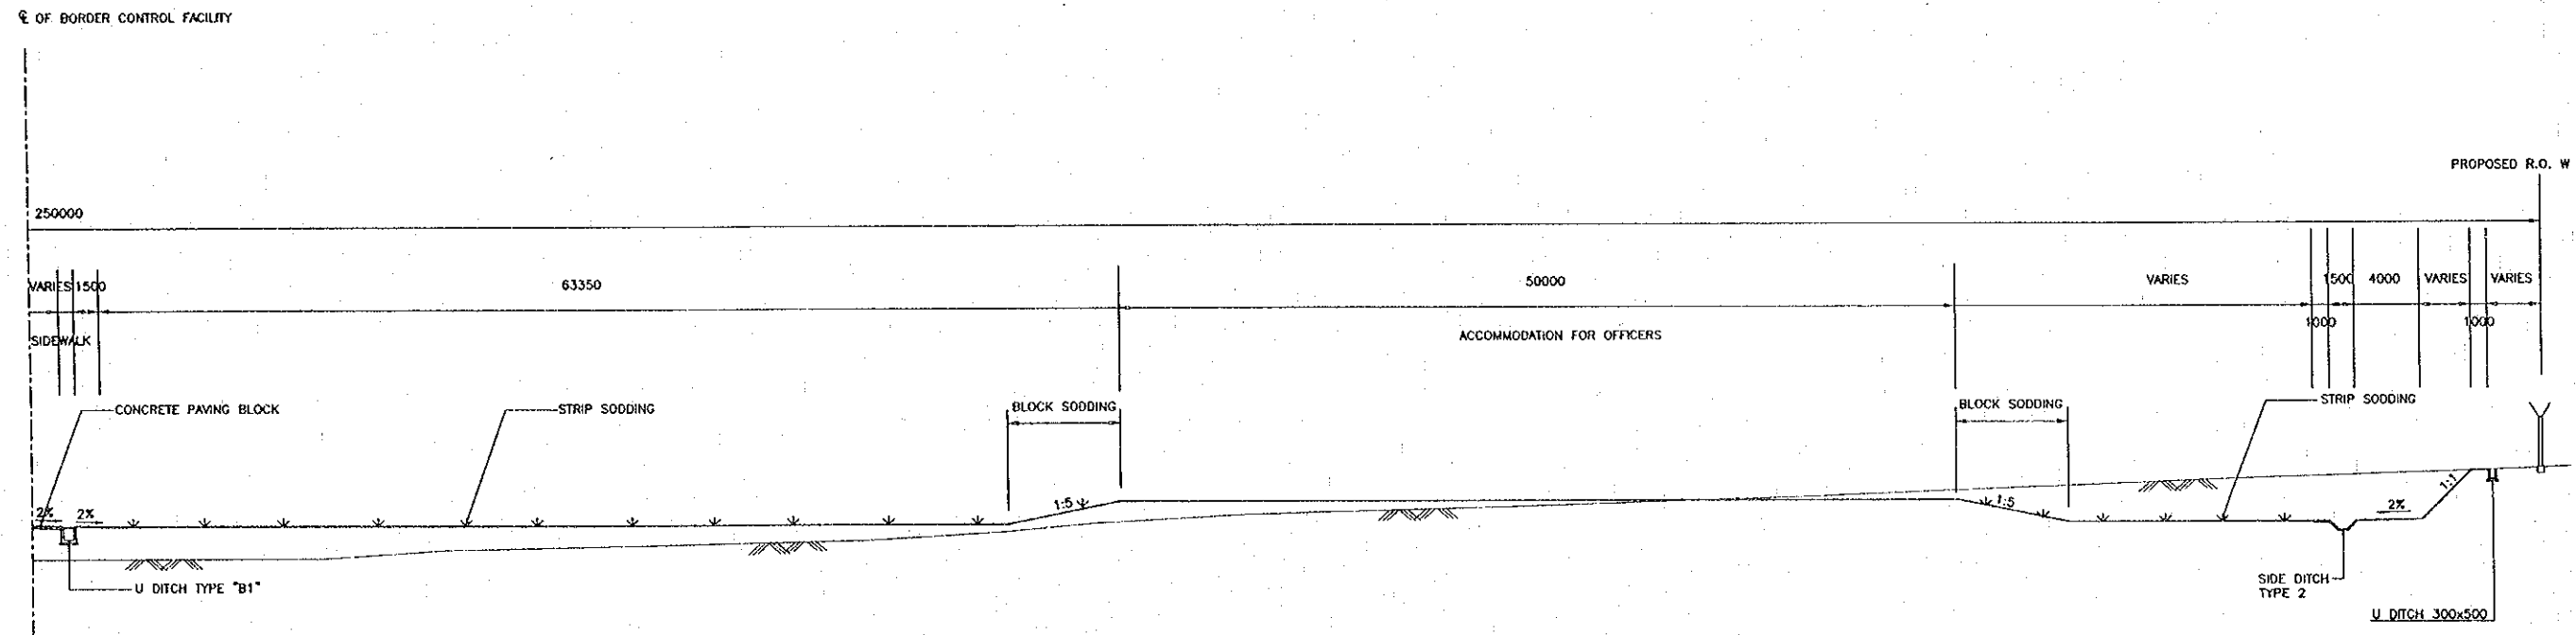 ℄ OF BORDER CONTROL FACILITY
PROPOSED R.O. W
250000
VARIES 1500 63350 50000 VARIES 1500 4000 VARIES VARIES
1000 1000
SIDEWALK
ACCOMMODATION FOR OFFICERS
CONCRETE PAVING BLOCK
STRIP SODDING
BLOCK SODDING
BLOCK SODDING
STRIP SODDING
2% 2%
1:5
1:5
2%
1:1
U DITCH TYPE "B1"
SIDE DITCH
TYPE 2
U DITCH 300x500